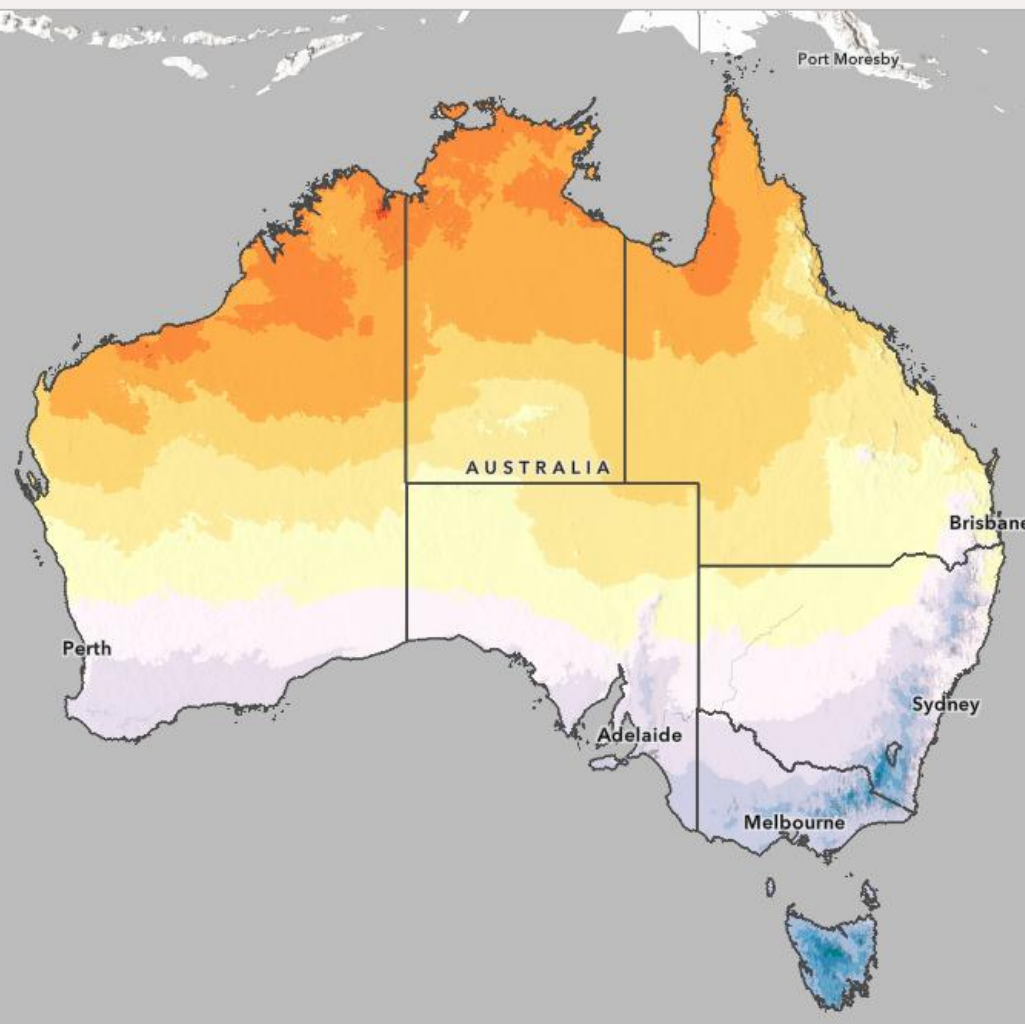 Port Moresby
AUSTRALIA
Brisbane
Perth
Sydney
Adelaide
Melbourne